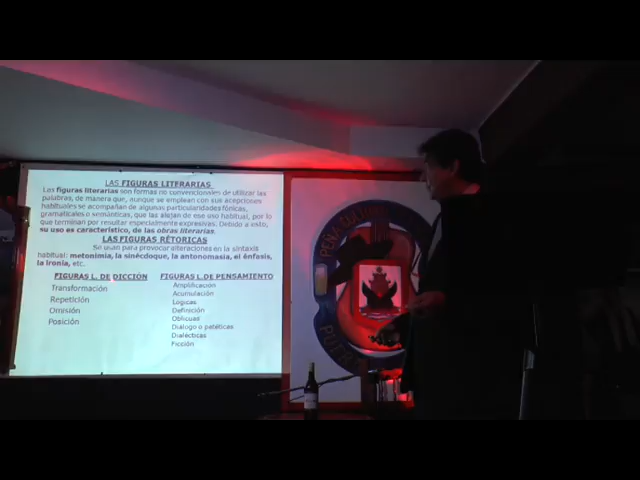 LAS FIGURAS LITERARIAS
Las figuras literarias son formas no convencionales de utilizar las
palabras, de manera que, aunque se emplean con sus acepciones
habituales se acompañan de algunas particularidades fónicas,
gramaticales o semánticas, que las alejan de ese uso habitual, por lo
que terminan por resultar especialmente expresivas. Debido a esto,
su uso es característico, de las obras literarias.
LAS FIGURAS RÉTORICAS
Se usan para provocar alteraciones en la sintaxis
habitual: metonimia, la sinécdoque, la antonomasia, el énfasis,
la ironía, etc.
FIGURAS L. DE DICCIÓN
Transformación
Repetición
Omisión
Posición
FIGURAS L. DE PENSAMIENTO
Amplificación
Acumulación
Lógicas
Definición
Oblicuas
Diálogo o patéticas
Dialécticas
Ficción
PEÑA